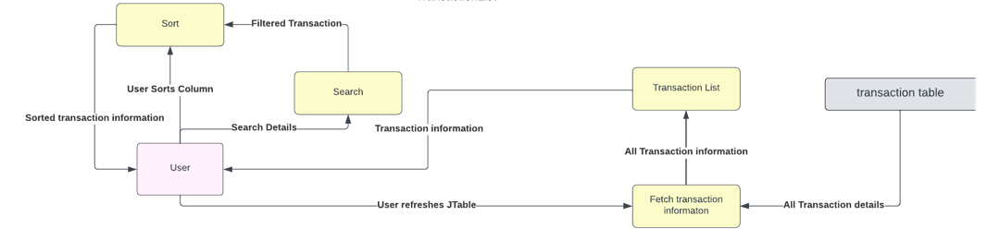 Sort
Filtered Transaction
User Sorts Column
Search
Transaction List
transaction table
Sorted transaction information
Search Details
Transaction information
All Transaction information
User
User refreshes JTable
Fetch transaction
informaton
All Transaction details